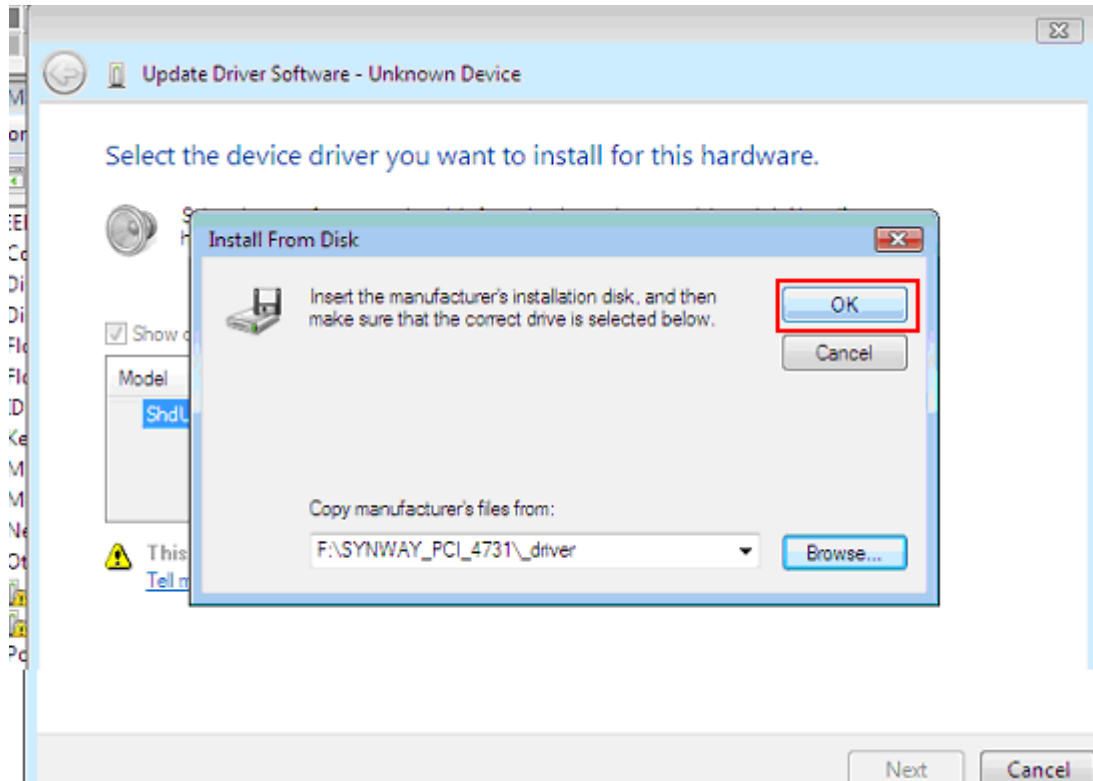 Update Driver Software - Unknown Device
Select the device driver you want to install for this hardware.
Install From Disk
Insert the manufacturer's installation disk, and then
make sure that the correct drive is selected below.
OK
Cancel
Show
Model
Copy manufacturer's files from:
F:\SYNWAY_PCI_4731\_driver
Browse...
This
Tell
Next
Cancel